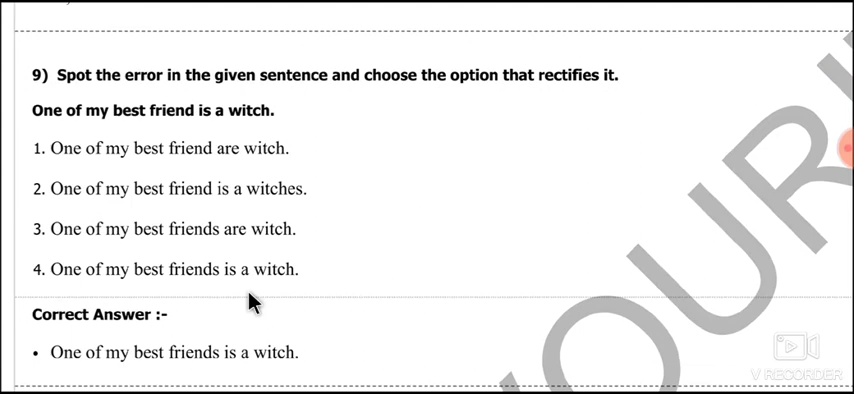 9) Spot the error in the given sentence and choose the option that rectifies it.
One of my best friend is a witch.
1. One of my best friend are witch.
2. One of my best friend is a witches.
3. One of my best friends are witch.
4. One of my best friends is a witch.
Correct Answer :-
• One of my best friends is a witch.
YOUR
V RECORDER